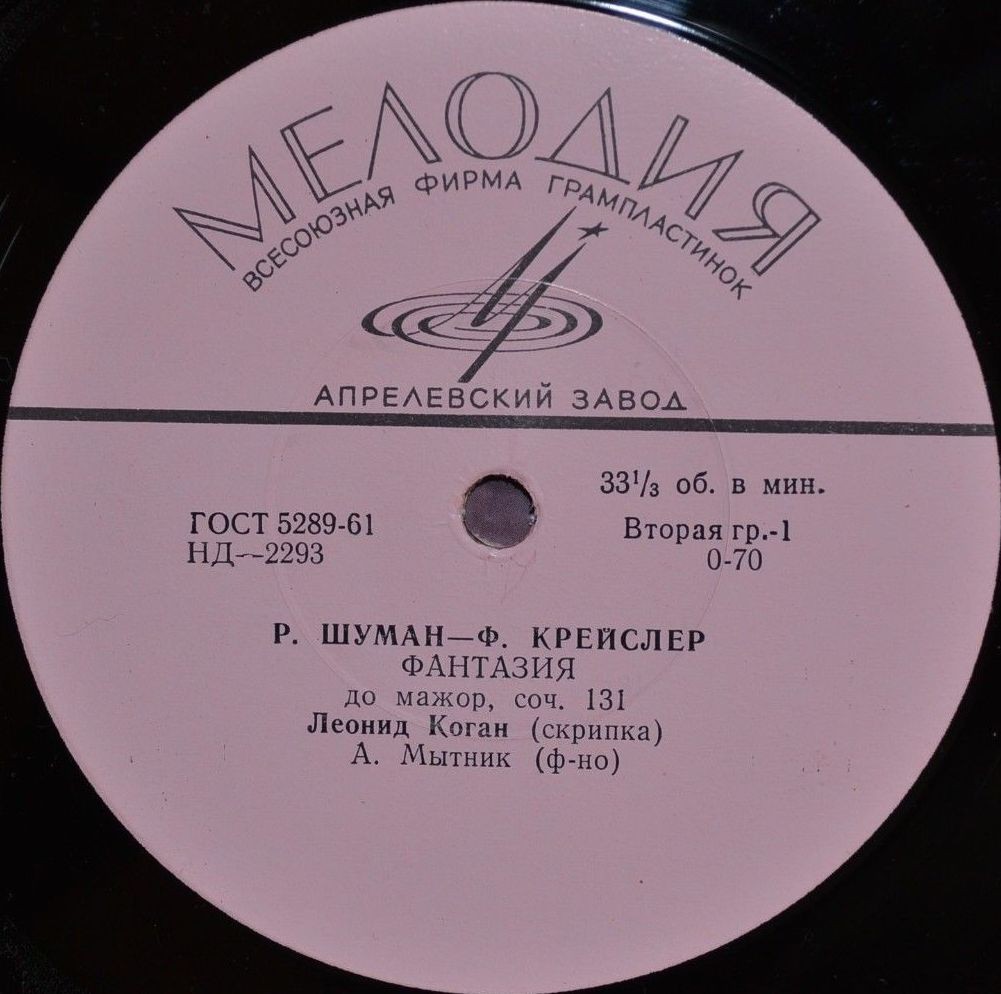 МЕЛОДИЯ
ВСЕСОЮЗНАЯ ФИРМА ГРАМПЛАСТИНОК
АПРЕЛЕВСКИЙ ЗАВОД
33⅓ об. в мин.
ГОСТ 5289-61
Вторая гр.-1
НД—2293
0-70
Р. ШУМАН—Ф. КРЕЙСЛЕР
ФАНТАЗИЯ
до мажор, соч. 131
Леонид Коган (скрипка)
А. Мытник (ф-но)